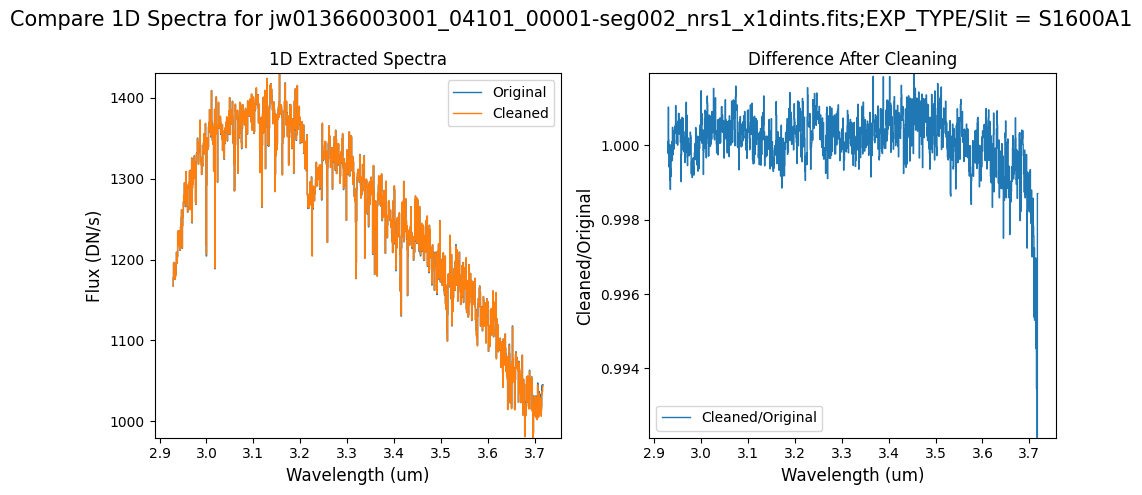 Compare 1D Spectra for jw01366003001_04101_00001-seg002_nrs1_x1dints.fits;EXP_TYPE/Slit = S1600A1
1D Extracted Spectra
Original
Cleaned
Flux (DN/s)
1400
1300
1200
1100
1000
2.9 3.0 3.1 3.2 3.3 3.4 3.5 3.6 3.7
Wavelength (um)
Difference After Cleaning
Cleaned/Original
1.000
0.998
0.996
0.994
Cleaned/Original
2.9 3.0 3.1 3.2 3.3 3.4 3.5 3.6 3.7
Wavelength (um)